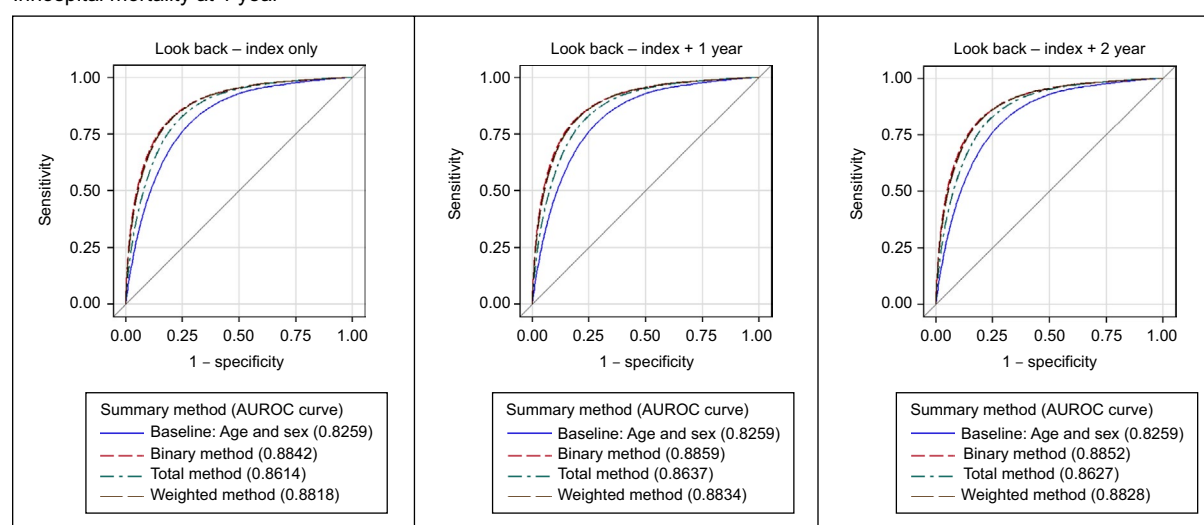 Inhospital mortality at 1 year
Look back – index only
1.00
0.75
0.50
0.25
0.00
Sensitivity
0.00 0.25 0.50 0.75 1.00
1 – specificity
Summary method (AUROC curve)
Baseline: Age and sex (0.8259)
Binary method (0.8842)
Total method (0.8614)
Weighted method (0.8818)
Look back – index + 1 year
1.00
0.75
0.50
0.25
0.00
Sensitivity
0.00 0.25 0.50 0.75 1.00
1 – specificity
Summary method (AUROC curve)
Baseline: Age and sex (0.8259)
Binary method (0.8859)
Total method (0.8637)
Weighted method (0.8834)
Look back – index + 2 year
1.00
0.75
0.50
0.25
0.00
Sensitivity
0.00 0.25 0.50 0.75 1.00
1 – specificity
Summary method (AUROC curve)
Baseline: Age and sex (0.8259)
Binary method (0.8852)
Total method (0.8627)
Weighted method (0.8828)